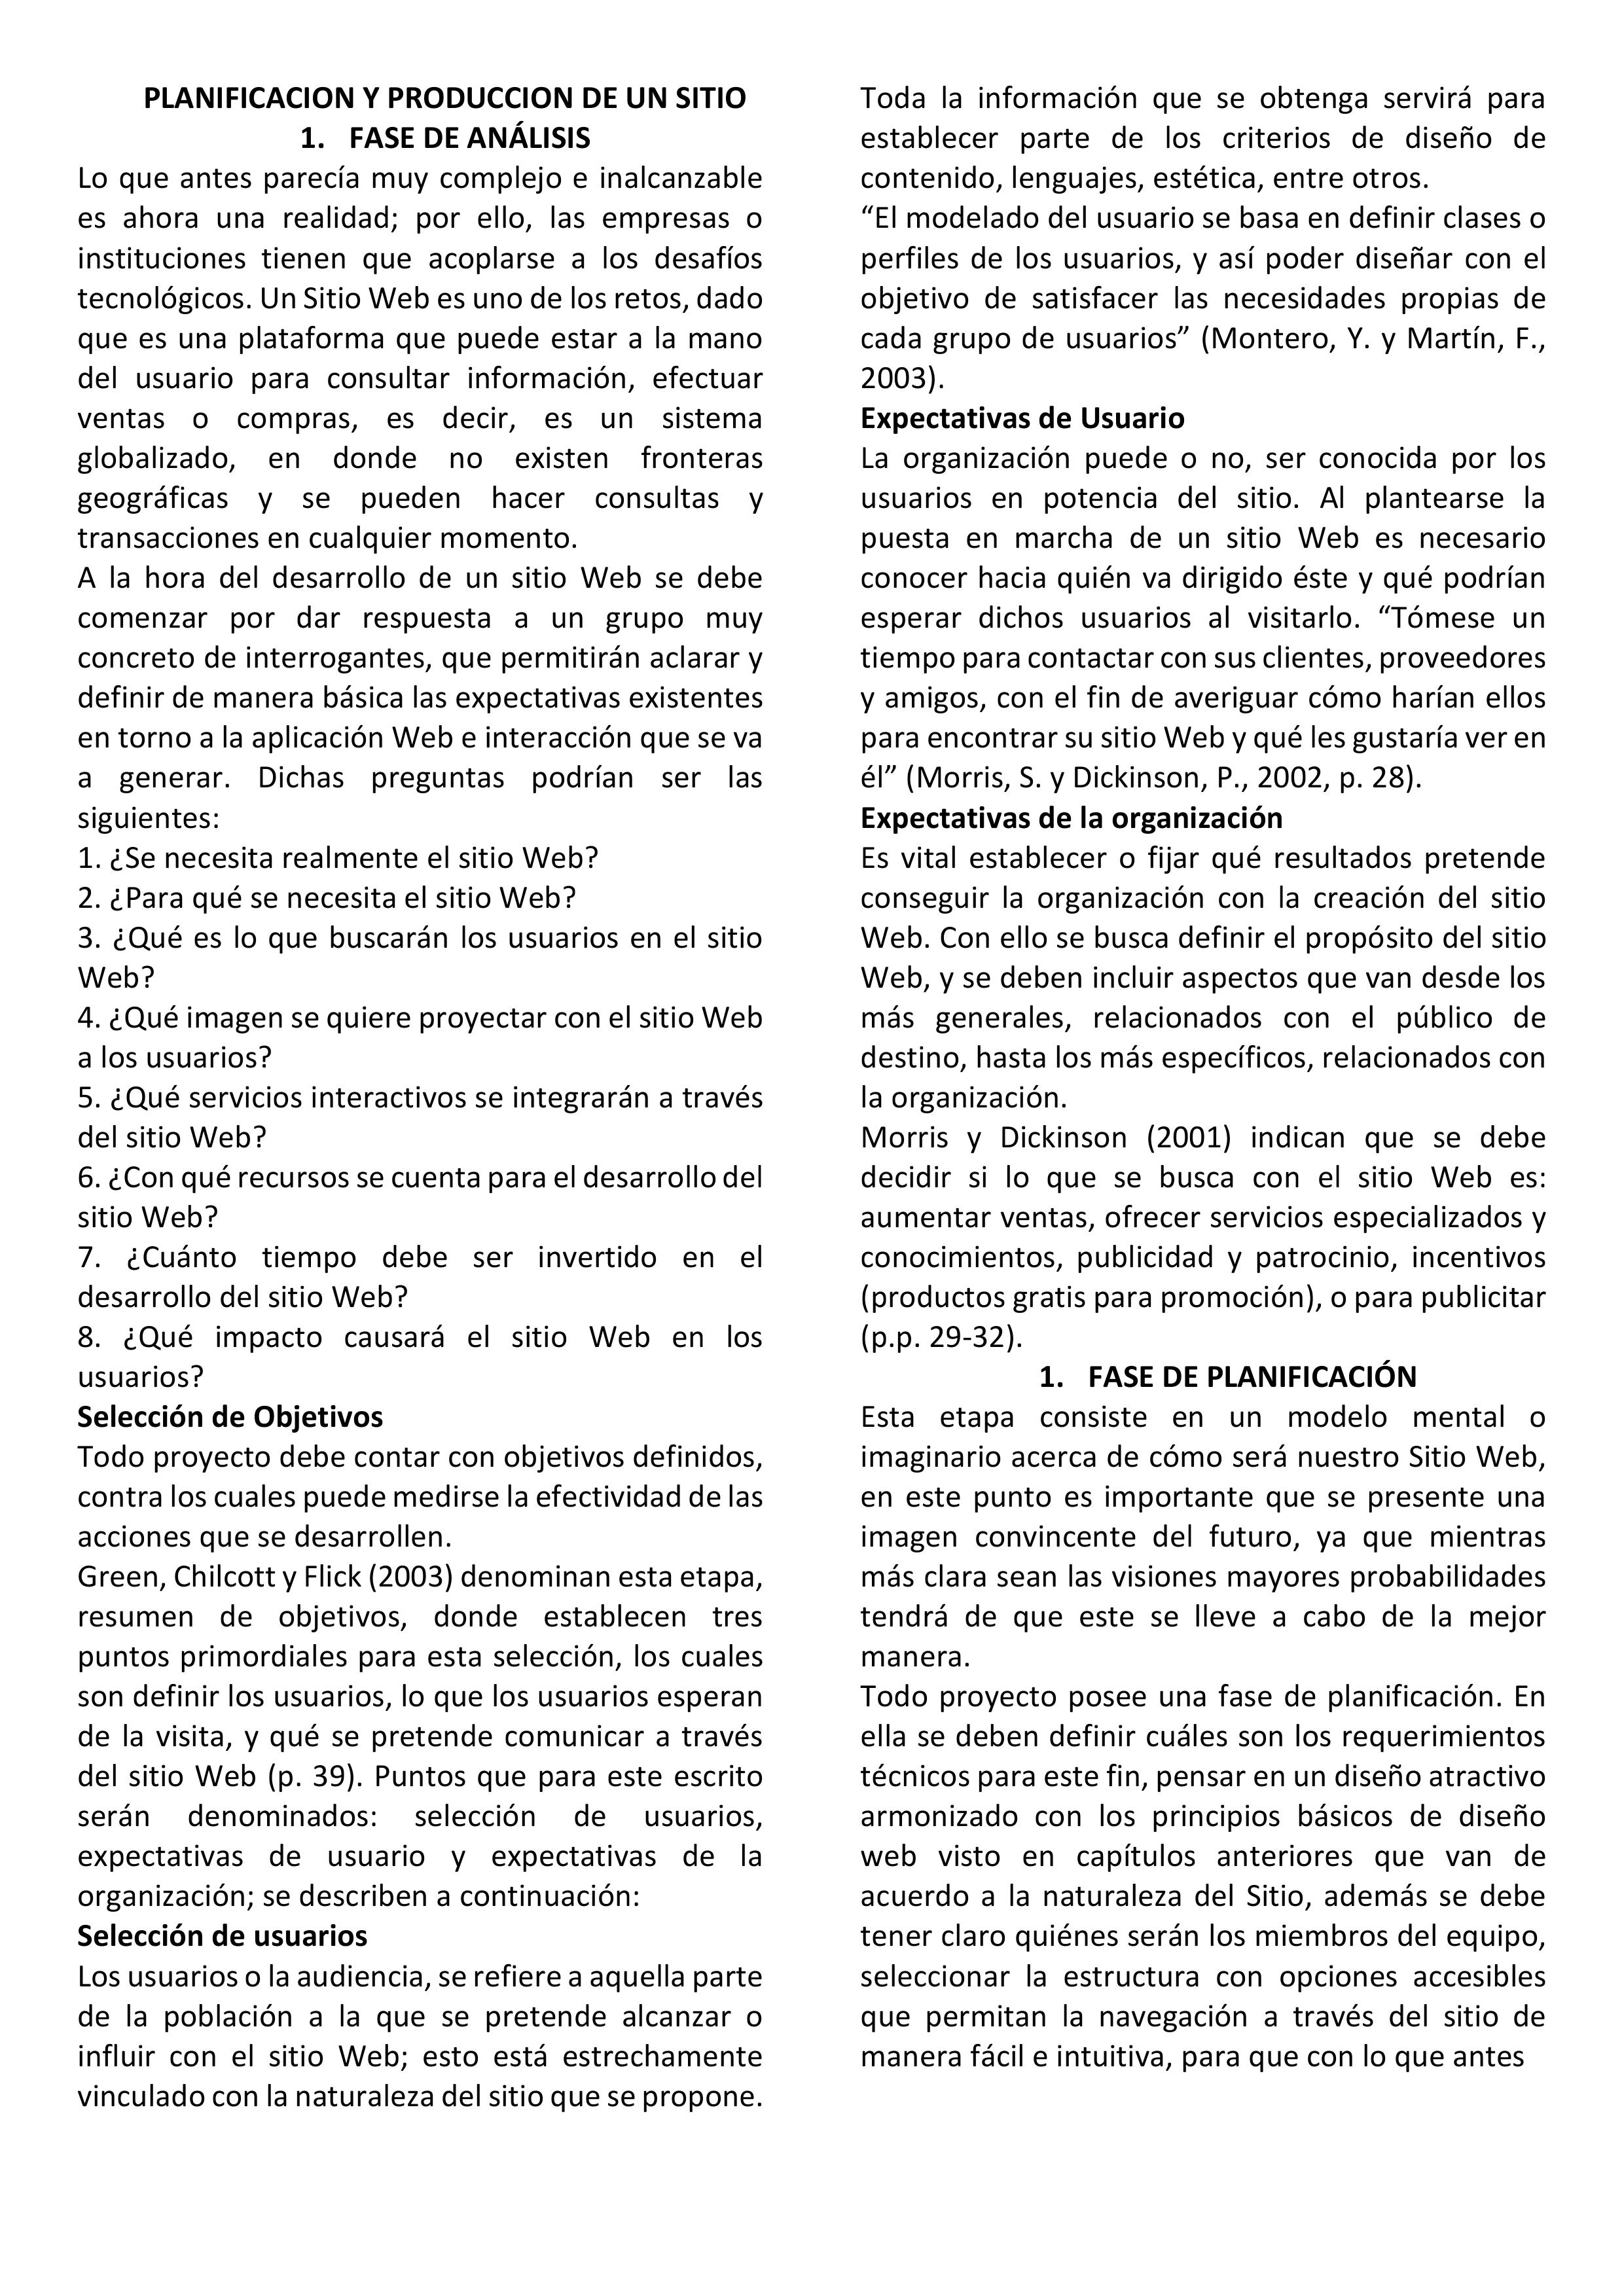 PLANIFICACION Y PRODUCCION DE UN SITIO
1. FASE DE ANÁLISIS
Lo que antes parecía muy complejo e inalcanzable
es ahora una realidad; por ello, las empresas o
instituciones tienen que acoplarse a los desafíos
tecnológicos. Un Sitio Web es uno de los retos, dado
que es una plataforma que puede estar a la mano
del usuario para consultar información, efectuar
ventas o compras, es decir, es un sistema
globalizado, en donde no existen fronteras
geográficas y se pueden hacer consultas y
transacciones en cualquier momento.
A la hora del desarrollo de un sitio Web se debe
comenzar por dar respuesta a un grupo muy
concreto de interrogantes, que permitirán aclarar y
definir de manera básica las expectativas existentes
en torno a la aplicación Web e interacción que se va
a generar. Dichas preguntas podrían ser las
siguientes:
1. ¿Se necesita realmente el sitio Web?
2. ¿Para qué se necesita el sitio Web?
3. ¿Qué es lo que buscarán los usuarios en el sitio
Web?
4. ¿Qué imagen se quiere proyectar con el sitio Web
a los usuarios?
5. ¿Qué servicios interactivos se integrarán a través
del sitio Web?
6. ¿Con qué recursos se cuenta para el desarrollo del
sitio Web?
7. ¿Cuánto tiempo debe ser invertido en el
desarrollo del sitio Web?
8. ¿Qué impacto causará el sitio Web en los
usuarios?
Selección de Objetivos
Todo proyecto debe contar con objetivos definidos,
contra los cuales puede medirse la efectividad de las
acciones que se desarrollen.
Green, Chilcott y Flick (2003) denominan esta etapa,
resumen de objetivos, donde establecen tres
puntos primordiales para esta selección, los cuales
son definir los usuarios, lo que los usuarios esperan
de la visita, y qué se pretende comunicar a través
del sitio Web (p. 39). Puntos que para este escrito
serán denominados: selección de usuarios,
expectativas de usuario y expectativas de la
organización; se describen a continuación:
Selección de usuarios
Los usuarios o la audiencia, se refiere a aquella parte
de la población a la que se pretende alcanzar o
influir con el sitio Web; esto está estrechamente
vinculado con la naturaleza del sitio que se propone.
Toda la información que se obtenga servirá para
establecer parte de los criterios de diseño de
contenido, lenguajes, estética, entre otros.
“El modelado del usuario se basa en definir clases o
perfiles de los usuarios, y así poder diseñar con el
objetivo de satisfacer las necesidades propias de
cada grupo de usuarios” (Montero, Y. y Martín, F.,
2003).
Expectativas de Usuario
La organización puede o no, ser conocida por los
usuarios en potencia del sitio. Al plantearse la
puesta en marcha de un sitio Web es necesario
conocer hacia quién va dirigido éste y qué podrían
esperar dichos usuarios al visitarlo. “Tómese un
tiempo para contactar con sus clientes, proveedores
y amigos, con el fin de averiguar cómo harían ellos
para encontrar su sitio Web y qué les gustaría ver en
él” (Morris, S. y Dickinson, P., 2002, p. 28).
Expectativas de la organización
Es vital establecer o fijar qué resultados pretende
conseguir la organización con la creación del sitio
Web. Con ello se busca definir el propósito del sitio
Web, y se deben incluir aspectos que van desde los
más generales, relacionados con el público de
destino, hasta los más específicos, relacionados con
la organización.
Morris y Dickinson (2001) indican que se debe
decidir si lo que se busca con el sitio Web es:
aumentar ventas, ofrecer servicios especializados y
conocimientos, publicidad y patrocinio, incentivos
(productos gratis para promoción), o para publicitar
(p.p. 29-32).
1. FASE DE PLANIFICACIÓN
Esta etapa consiste en un modelo mental o
imaginario acerca de cómo será nuestro Sitio Web,
en este punto es importante que se presente una
imagen convincente del futuro, ya que mientras
más clara sean las visiones mayores probabilidades
tendrá de que este se lleve a cabo de la mejor
manera.
Todo proyecto posee una fase de planificación. En
ella se deben definir cuáles son los requerimientos
técnicos para este fin, pensar en un diseño atractivo
armonizado con los principios básicos de diseño
web visto en capítulos anteriores que van de
acuerdo a la naturaleza del Sitio, además se debe
tener claro quiénes serán los miembros del equipo,
seleccionar la estructura con opciones accesibles
que permitan la navegación a través del sitio de
manera fácil e intuitiva, para que con lo que antes